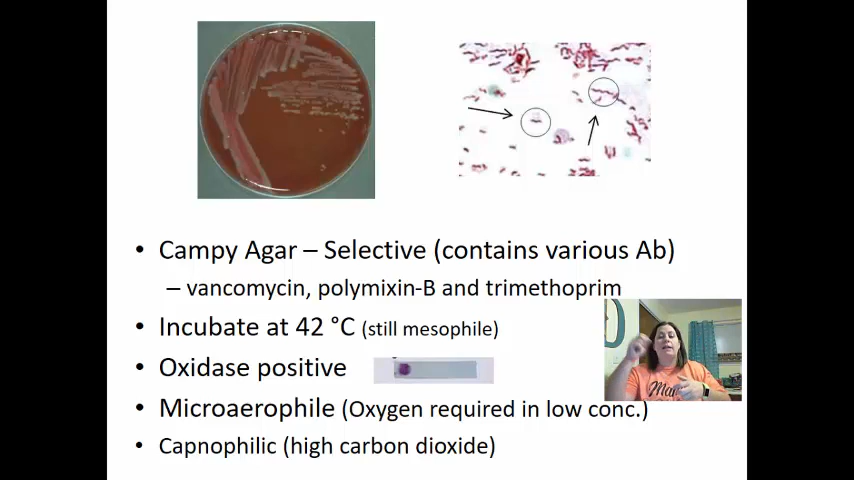 • Campy Agar – Selective (contains various Ab)
– vancomycin, polymixin-B and trimethoprim
• Incubate at 42 °C (still mesophile)
• Oxidase positive
• Microaerophile (Oxygen required in low conc.)
• Capnophilic (high carbon dioxide)